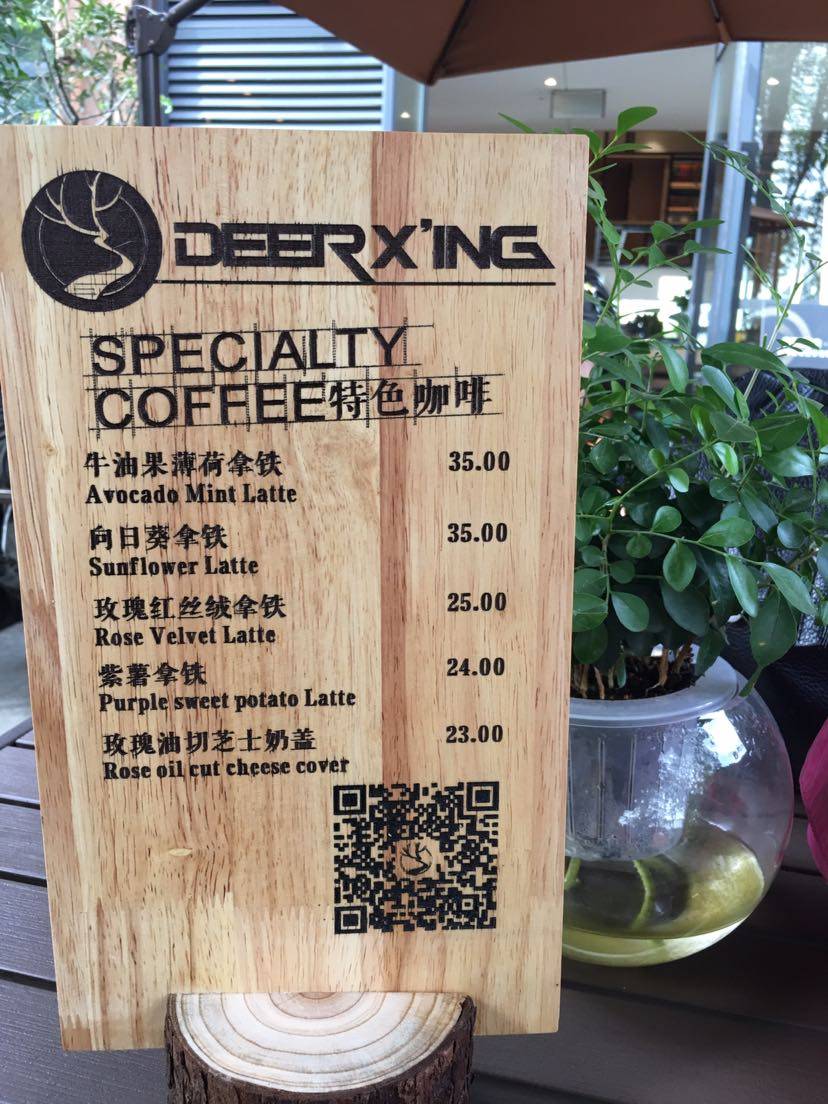 DEERX'ING
SPECIALTY
COFFEE特色咖啡
牛油果薄荷拿铁 35.00
Avocado Mint Latte
向日葵拿铁 35.00
Sunflower Latte
玫瑰红丝绒拿铁 25.00
Rose Velvet Latte
紫薯拿铁 24.00
Purple sweet potato Latte
玫瑰油切芝士奶盖 23.00
Rose oil cut cheese cover